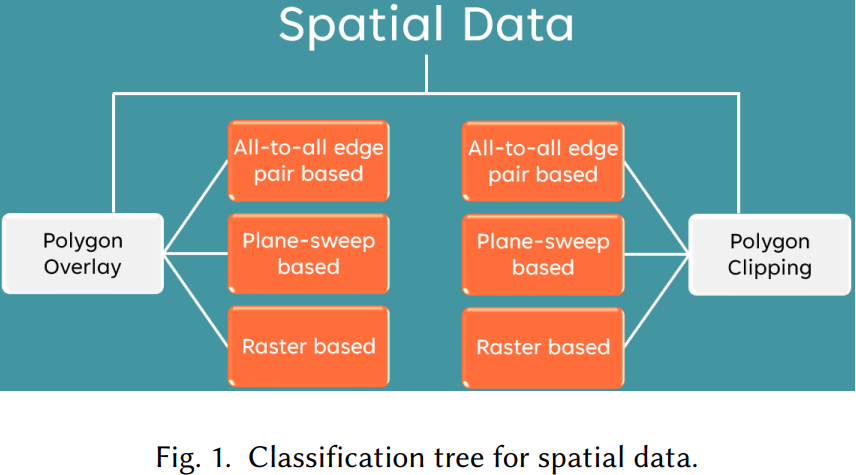 Spatial Data
Polygon
Overlay
All-to-all edge
pair based
Plane-sweep
based
Raster based
All-to-all edge
pair based
Plane-sweep
based
Raster based
Polygon
Clipping
Fig. 1. Classification tree for spatial data.